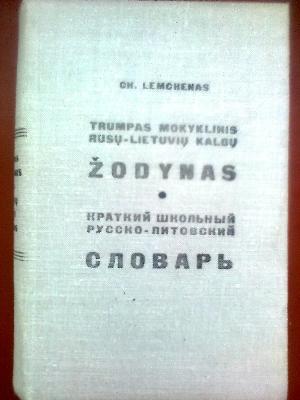 CH. LEMCHENAS
TRUMPAS MOKYKLINIS
RUSŲ-LIETUVIŲ KALBŲ
ŽODYNAS
•
КРАТКИЙ ШКОЛЬНЫЙ
РУССКО-ЛИТОВСКИЙ
СЛОВАРЬ